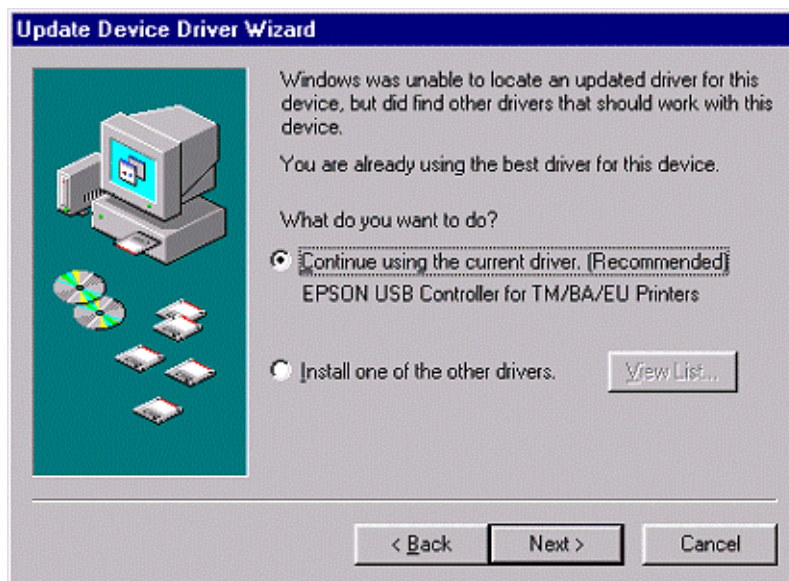 Update Device Driver Wizard
Windows was unable to locate an updated driver for this
device, but did find other drivers that should work with this
device.
You are already using the best driver for this device.
What do you want to do?
Continue using the current driver. (Recommended)
EPSON USB Controller for TM/BA/EU Printers
Install one of the other drivers.
View List...
< Back
Next >
Cancel